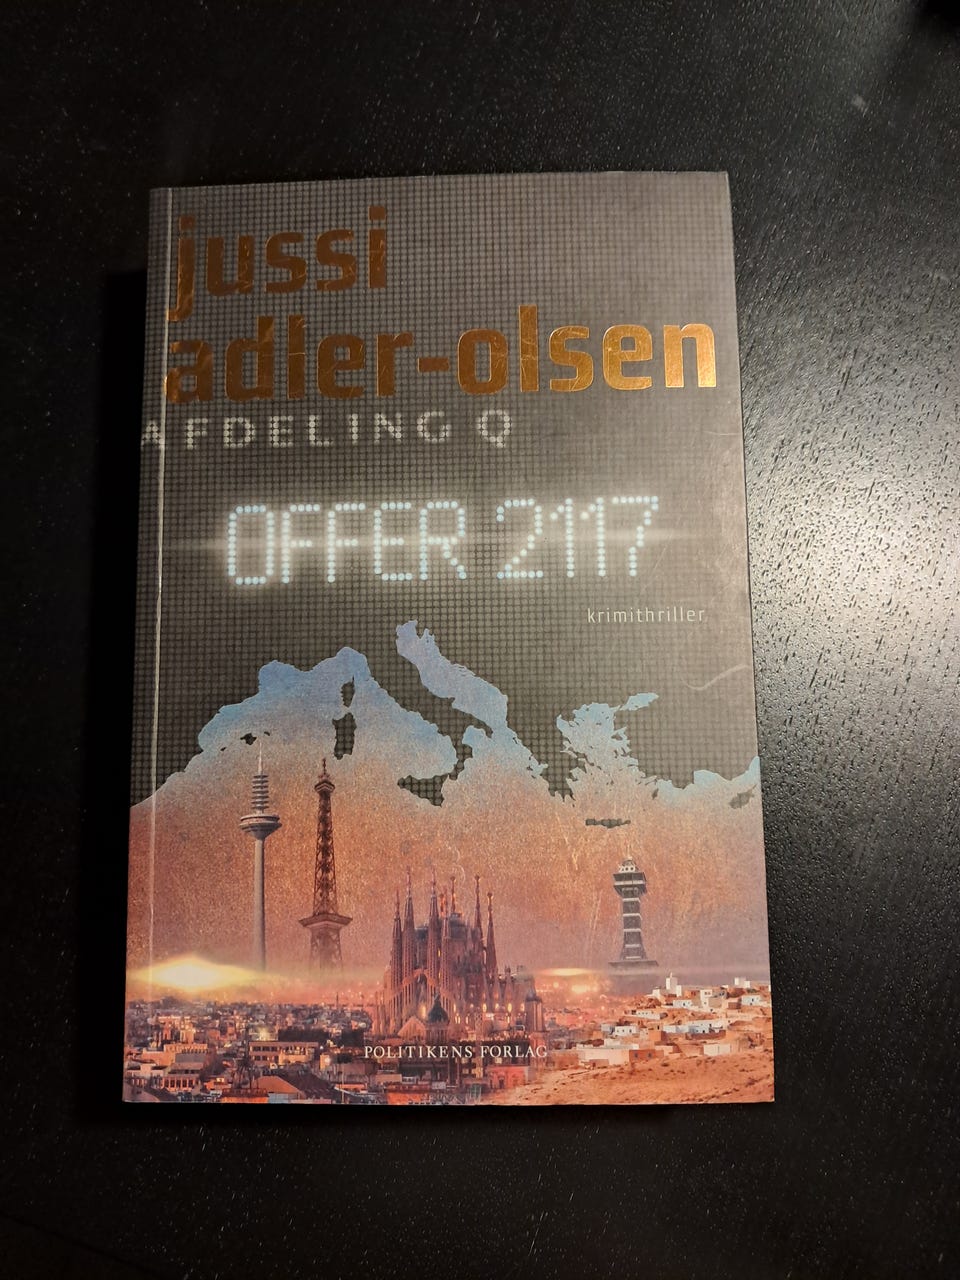 jussi
adler-olsen
AFDELING Q
OFFER 2117
krimithriller
POLITIKENS FORLAG